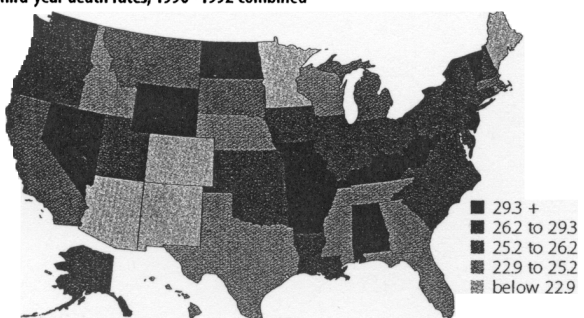 year death rates, 1990 1992 combined
29.3 +
26.2 to 29.3
25.2 to 26.2
22.9 to 25.2
below 22.9